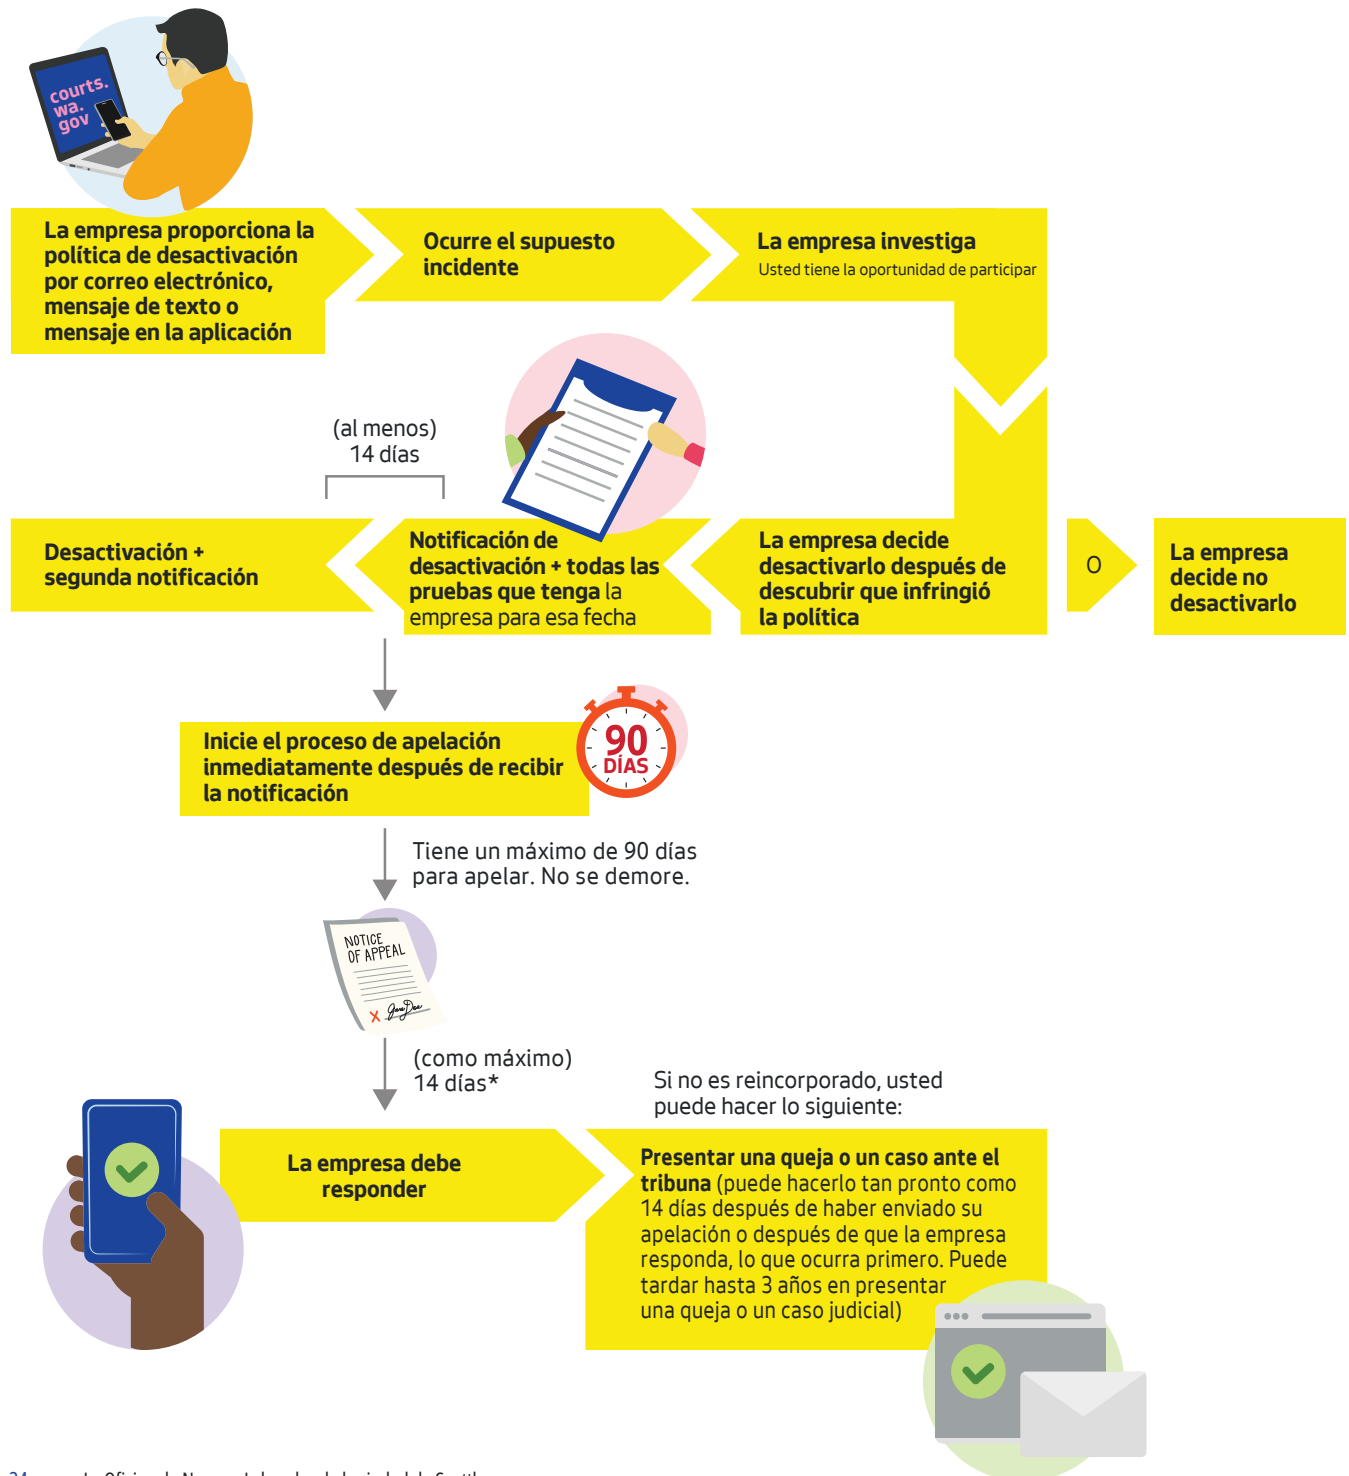 courts.
wa.
gov
La empresa proporciona la
política de desactivación
por correo electrónico,
mensaje de texto o
mensaje en la aplicación
Ocurre el supuesto
incidente
La empresa investiga
Usted tiene la oportunidad de participar
(al menos)
14 días
Desactivación +
segunda notificación
Notificación de
desactivación + todas las
pruebas que tenga la
empresa para esa fecha
La empresa decide
desactivarlo después de
descubrir que infringió
la política
O
La empresa
decide no
desactivarlo
Inicie el proceso de apelación
inmediatamente después de recibir
la notificación
90
DÍAS
Tiene un máximo de 90 días
para apelar. No se demore.
NOTICE
OF APPEAL
X Jane Doe
(como máximo)
14 días*
La empresa debe
responder
Si no es reincorporado, usted
puede hacer lo siguiente:
Presentar una queja o un caso ante el
tribuna (puede hacerlo tan pronto como
14 días después de haber enviado su
apelación o después de que la empresa
responda, lo que ocurra primero. Puede
tardar hasta 3 años en presentar
una queja o un caso judicial)